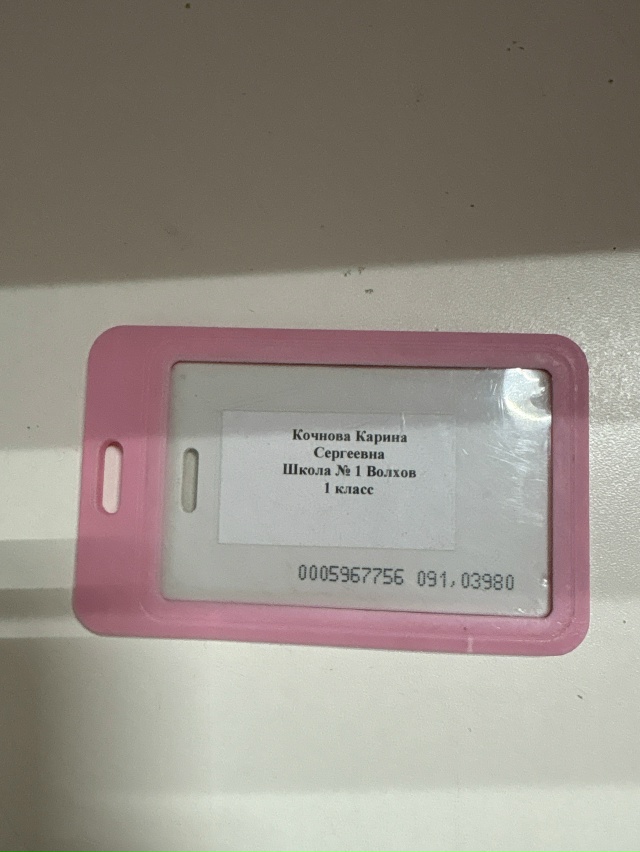 Кочнова Карина
Сергеевна
Школа № 1 Волхов
1 класс
0005967756 091,03980